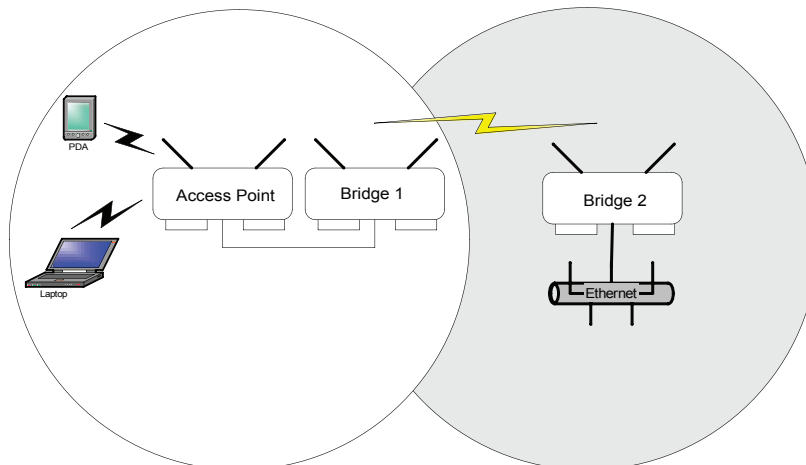 PDA
Access Point
Bridge 1
Bridge 2
Laptop
Ethernet